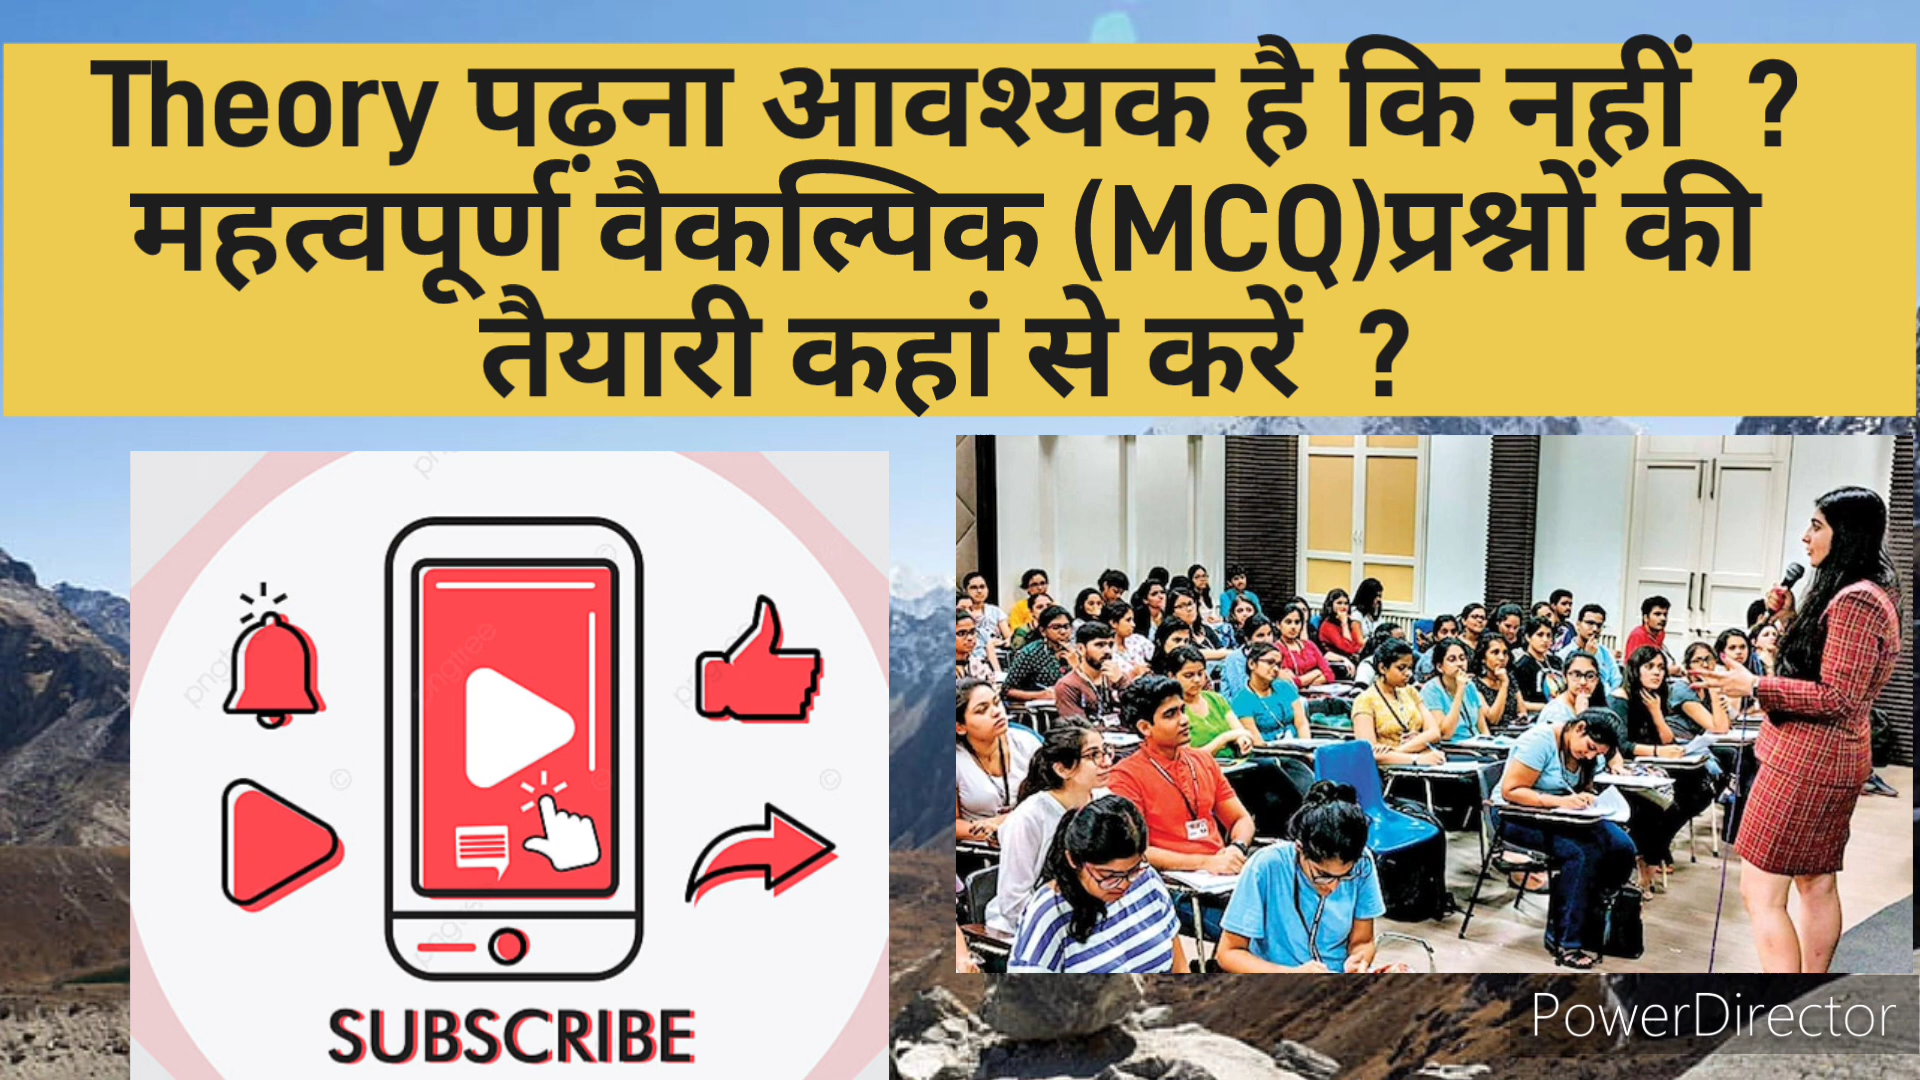 Theory पढ़ना आवश्यक है कि नहीं ?
महत्वपूर्ण वैकल्पिक (MCQ)प्रश्नों की
तैयारी कहां से करें ?
SUBSCRIBE
PowerDirector